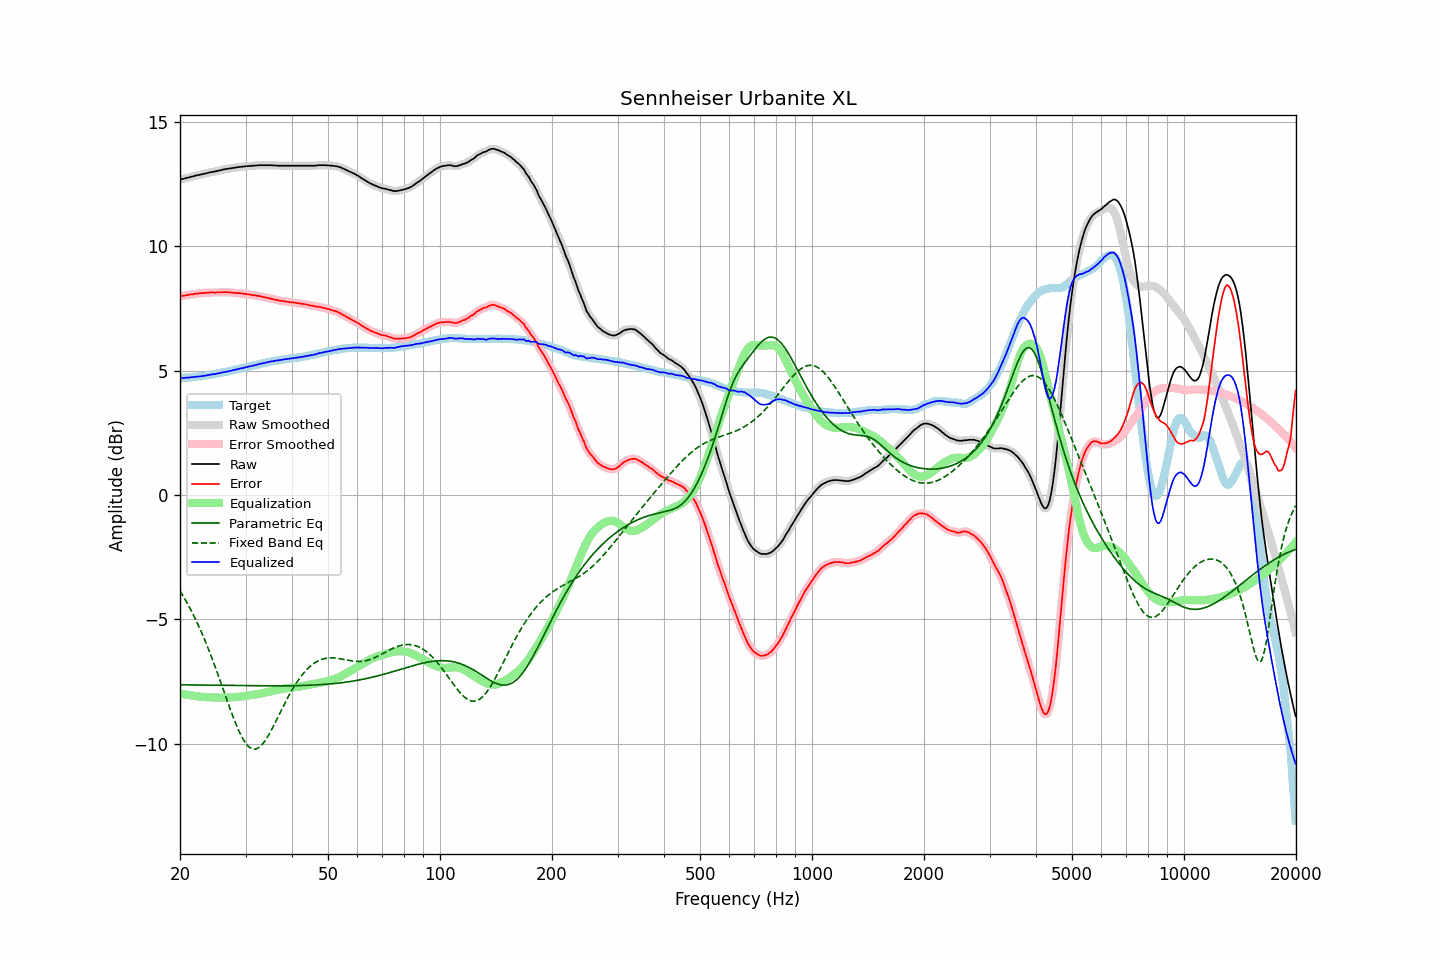 Sennheiser Urbanite XL
Amplitude (dBr)
15
10
5
0
−5
−10
Target
Raw Smoothed
Error Smoothed
Raw
Error
Equalization
Parametric Eq
Fixed Band Eq
Equalized
20 50 100 200 500 1000 2000 5000 10000 20000
Frequency (Hz)